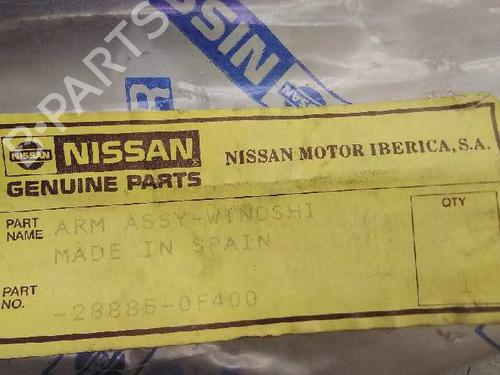 B-PARTS
NISSAN
NISSAN
GENUINE PARTS
NISSAN MOTOR IBERICA, S.A.
PART NAME
ARM ASSY-WINDSHI
MADE IN SPAIN
QTY
1
PART NO.
-28885-0F400